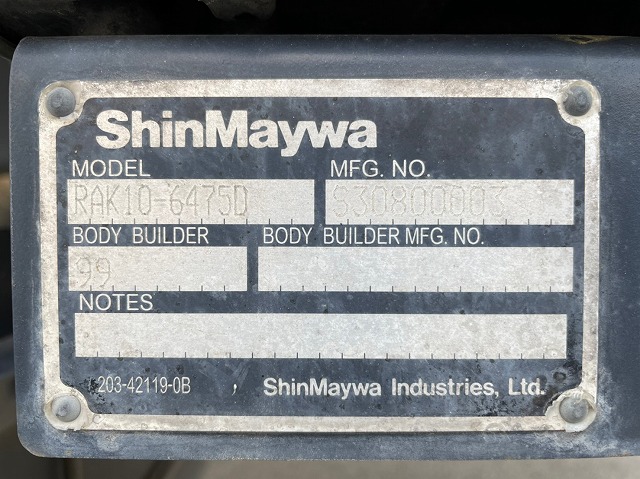 ShinMaywa
MODEL MFG. NO.
RAK10-6475D S30800003
BODY BUILDER BODY BUILDER MFG. NO.
99
NOTES
203-42119-0B , ShinMaywa Industries, Ltd.